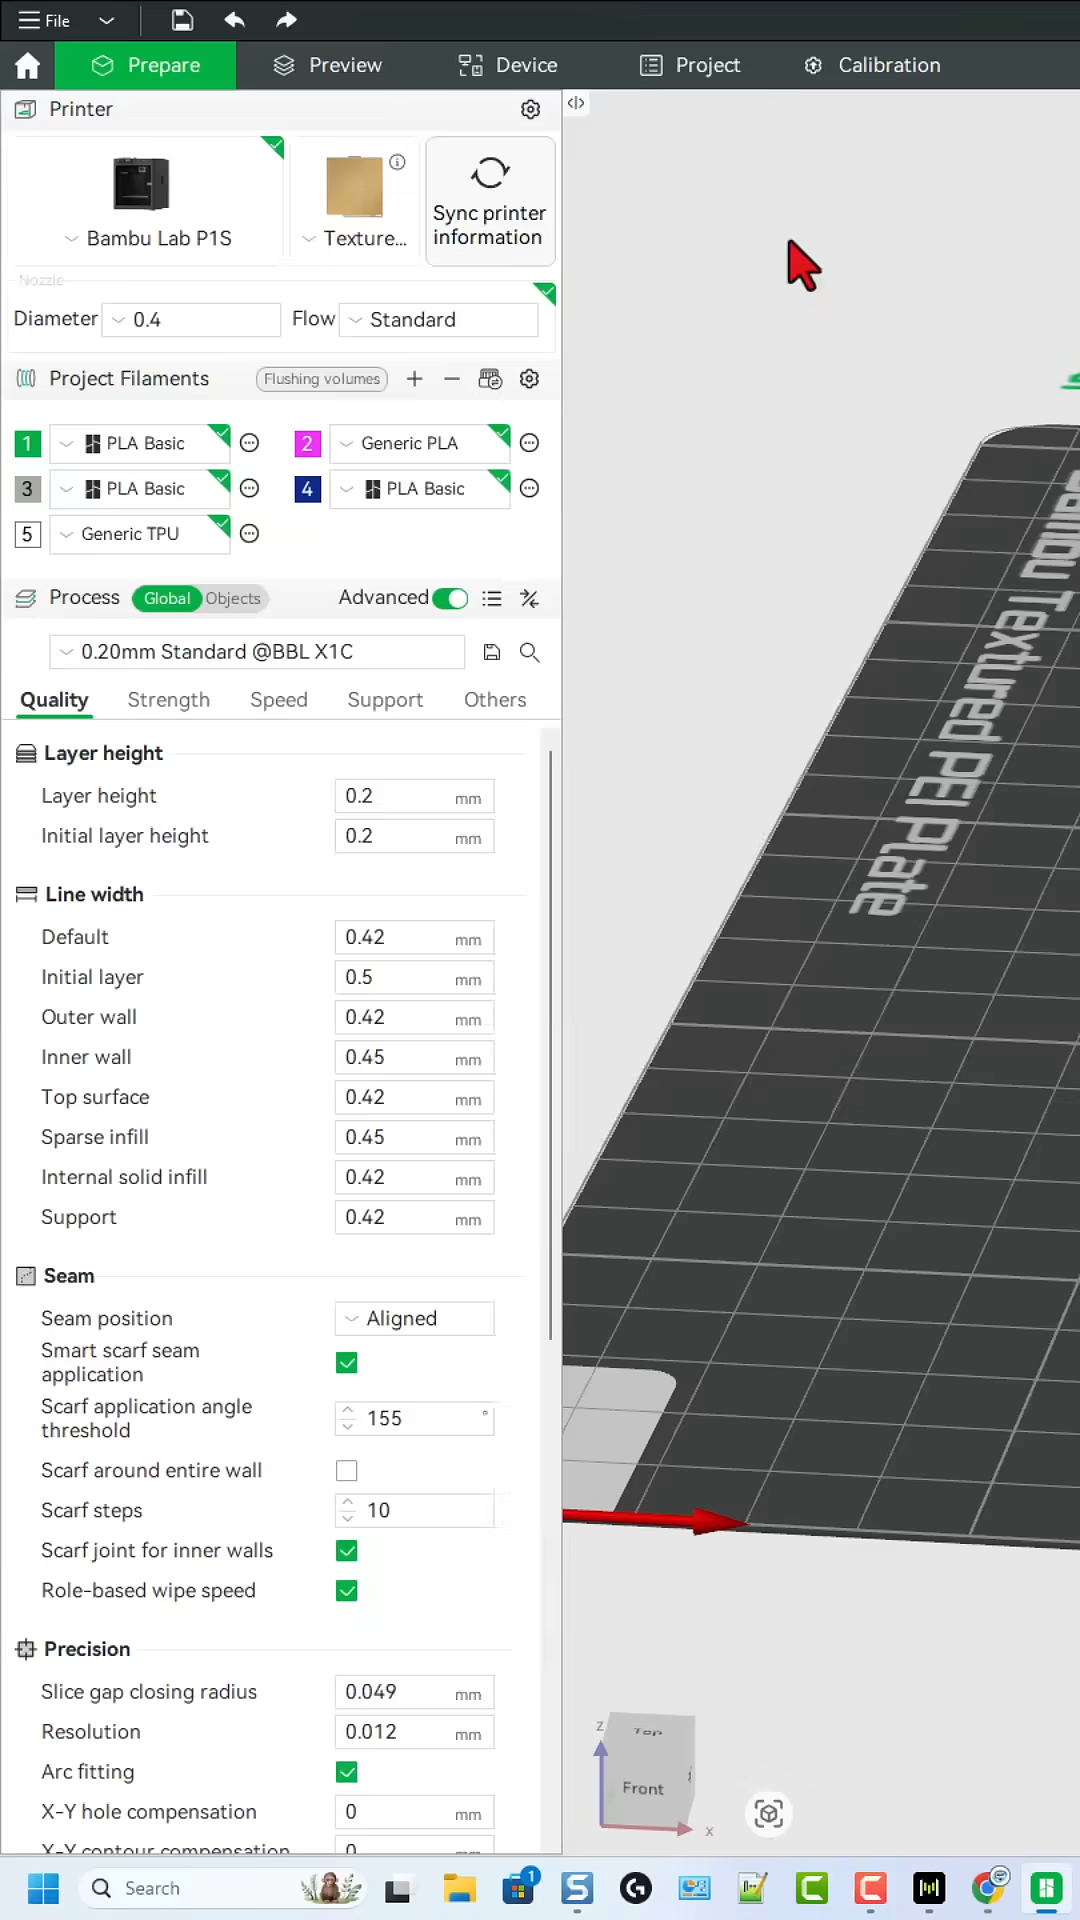 File
Prepare
Preview
Device
Project
Calibration
Printer
Bambu Lab P1S
Texture...
Sync printer
information
Nozzle
Diameter
0.4
Flow
Standard
Project Filaments
Flushing volumes
1
PLA Basic
2
Generic PLA
3
PLA Basic
4
PLA Basic
5
Generic TPU
Process
Global
Objects
Advanced
0.20mm Standard @BBL X1C
Quality
Strength
Speed
Support
Others
Layer height
Layer height
0.2
mm
Initial layer height
0.2
mm
Line width
Default
0.42
mm
Initial layer
0.5
mm
Outer wall
0.42
mm
Inner wall
0.45
mm
Top surface
0.42
mm
Sparse infill
0.45
mm
Internal solid infill
0.42
mm
Support
0.42
mm
Seam
Seam position
Aligned
Smart scarf seam
application
Scarf application angle
threshold
155
°
Scarf around entire wall
Scarf steps
10
Scarf joint for inner walls
Role-based wipe speed
Precision
Slice gap closing radius
0.049
mm
Resolution
0.012
mm
Arc fitting
X-Y hole compensation
0
mm
X-Y contour compensation
0
Bambu Textured PEI Plate
Z
Top
Front
X
Search
1